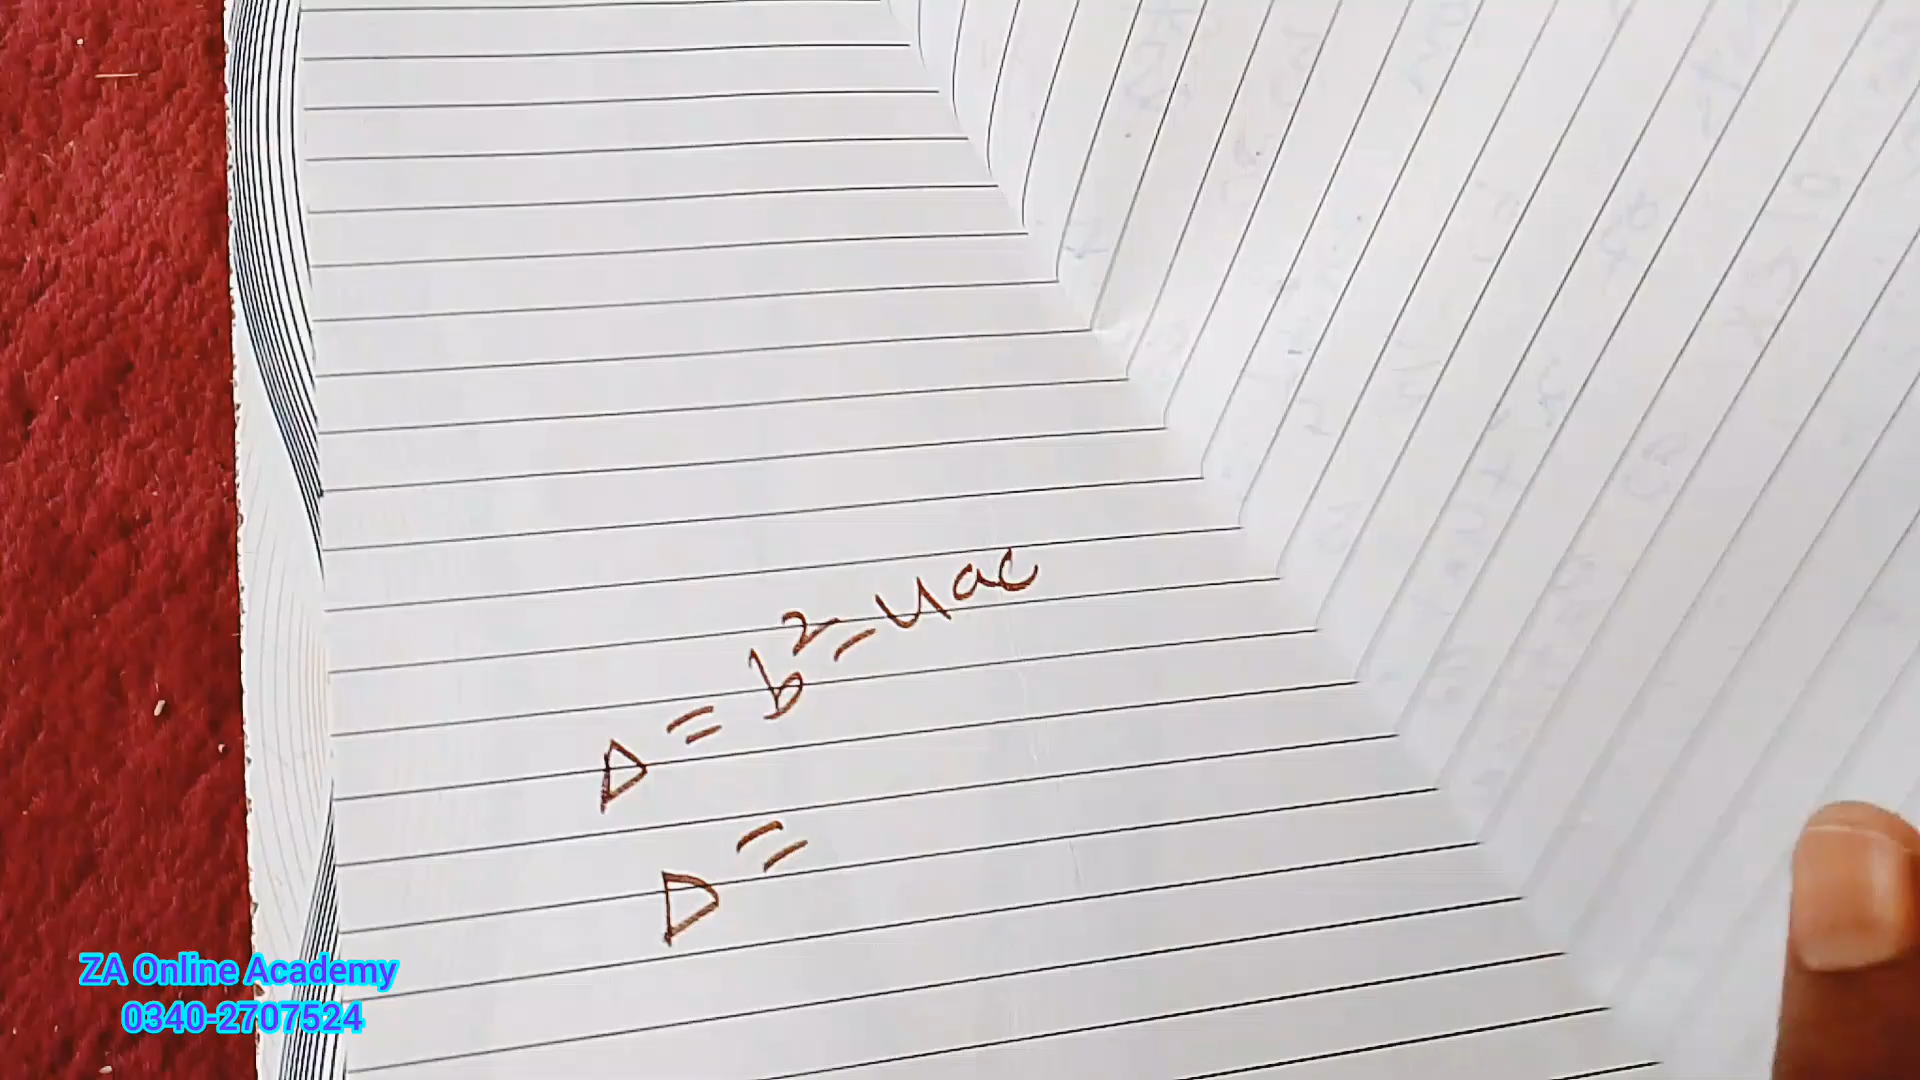 D = b² - 4ac
D =
ZA Online Academy
0340-2707524